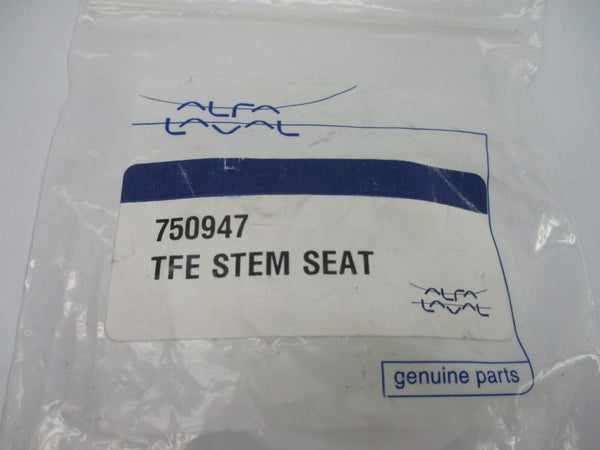 ALFA
LAVAL
750947
TFE STEM SEAT
ALFA
LAVAL
genuine parts